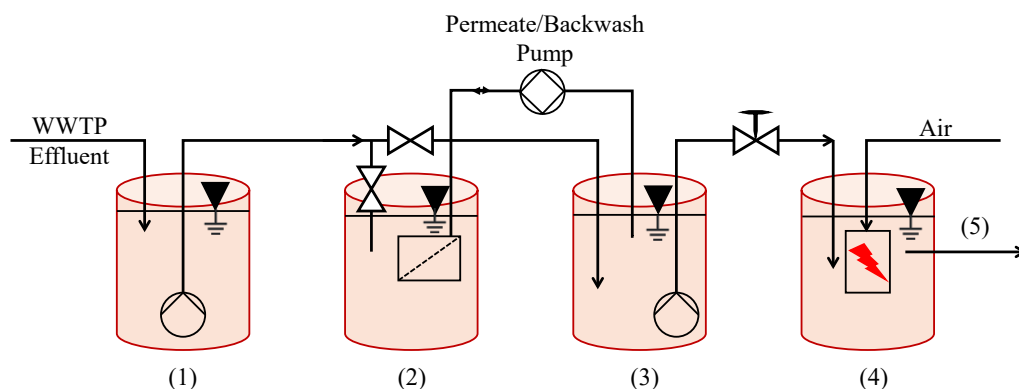 Permeate/Backwash
Pump
WWTP
Effluent
Air
(5)
(1)
(2)
(3)
(4)